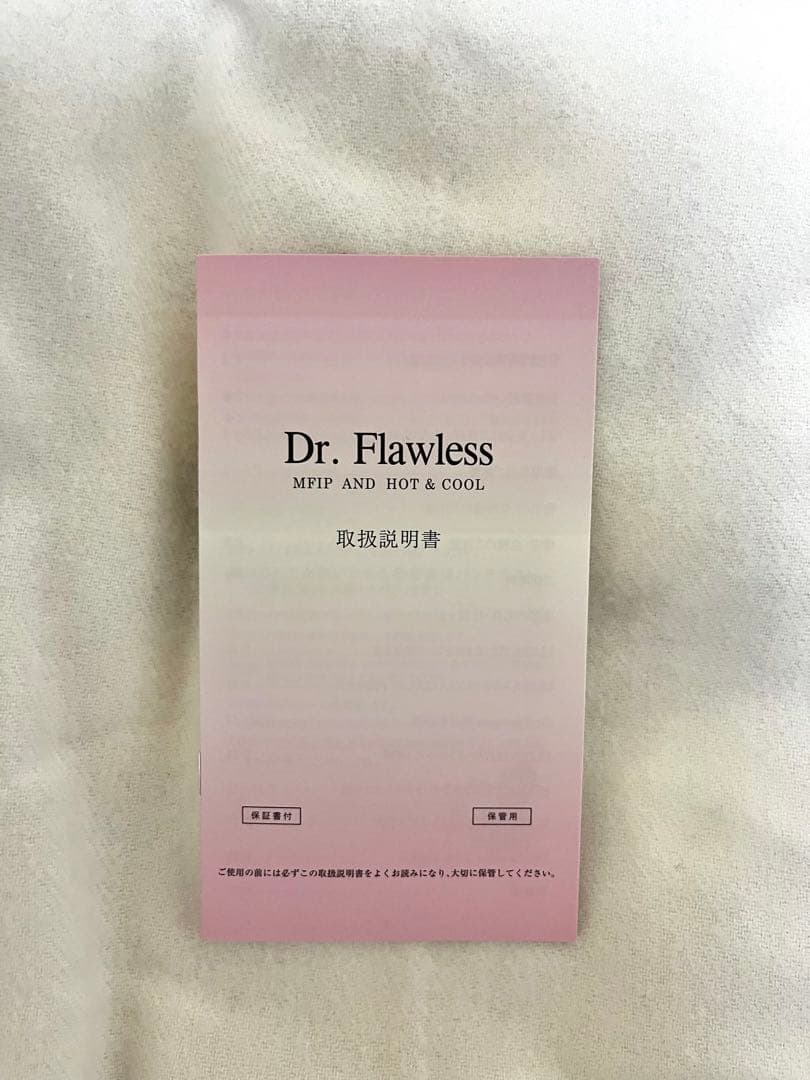 Dr. Flawless
MFIP AND HOT & COOL
取扱説明書
保証書付
保管用
ご使用の前には必ずこの取扱説明書をよくお読みになり、大切に保管してください。